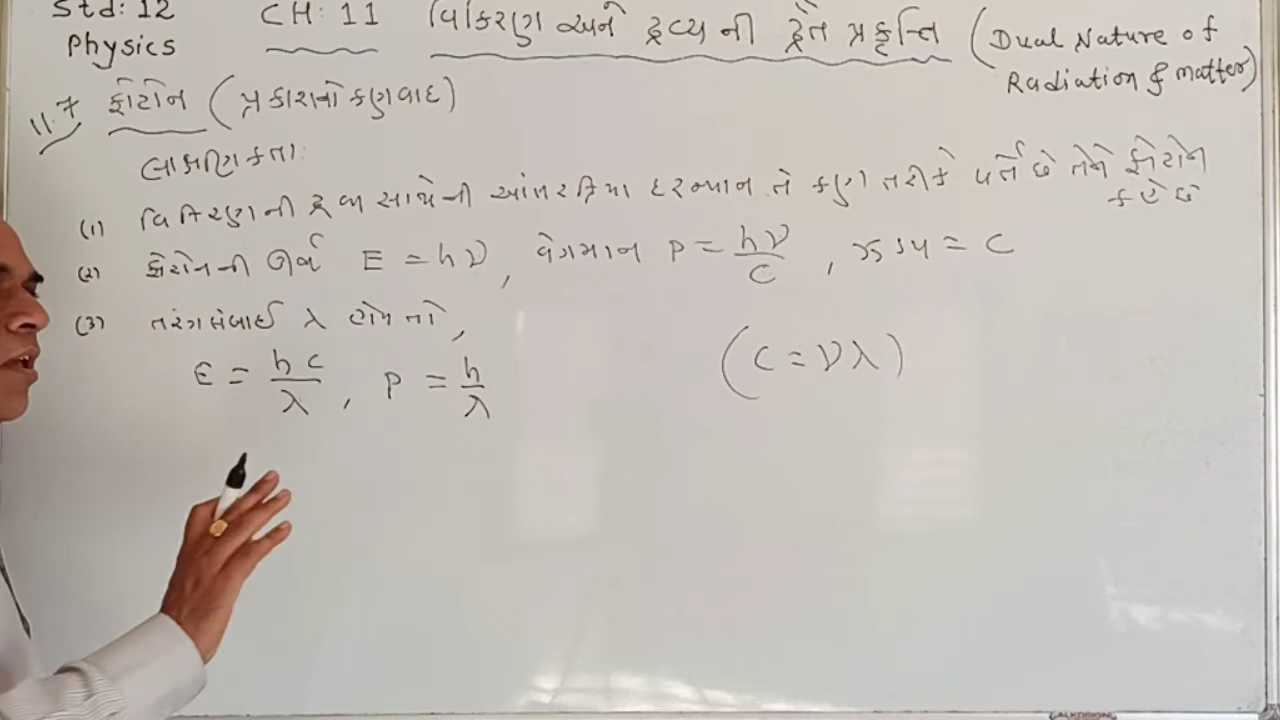 Std: 12 CH: 11 વિકિરણ અને દ્રવ્ય ની દ્વૈત પ્રકૃતિ (Dual Nature of
Physics Radiation & matter)
11.7 ફોટોન (પ્રકાશનો કણવાદ)
લાક્ષણિકતા:
(1) વિકિરણની દ્રવ્ય સાથેની આંતરક્રિયા દરમ્યાન તે કણો તરીકે વર્તે છે તેને ફોટોન
કહે છે
(2) ફોટોનની ઊર્જા E = hν, વેગમાન P = hν/C, ઝડપ = C
(3) તરંગલંબાઈ λ હોય તો,
E = hc/λ, P = h/λ (C = νλ)